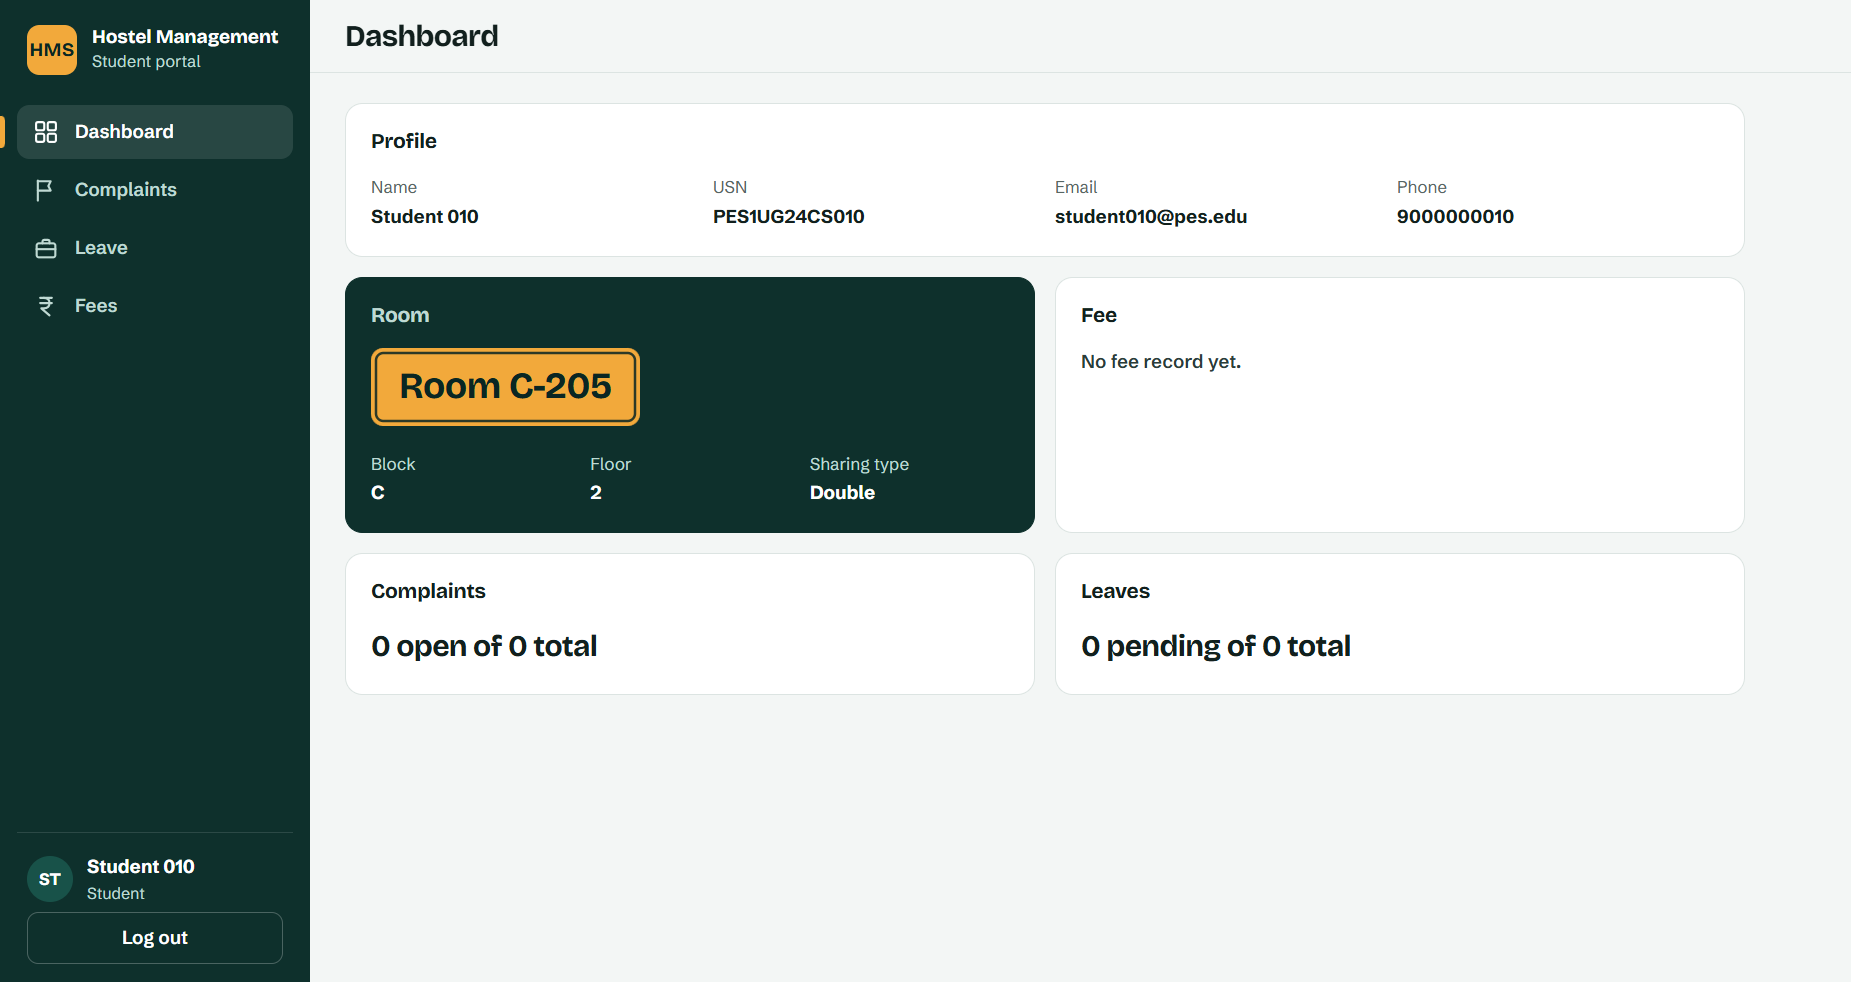 HMS
Hostel Management
Student portal
Dashboard
Complaints
Leave
Fees
Student 010
ST
Student
Log out
Dashboard
Profile
Name
Student 010
USN
PES1UG24CS010
Email
student010@pes.edu
Phone
9000000010
Room
Room C-205
Block
C
Floor
2
Sharing type
Double
Fee
No fee record yet.
Complaints
0 open of 0 total
Leaves
0 pending of 0 total